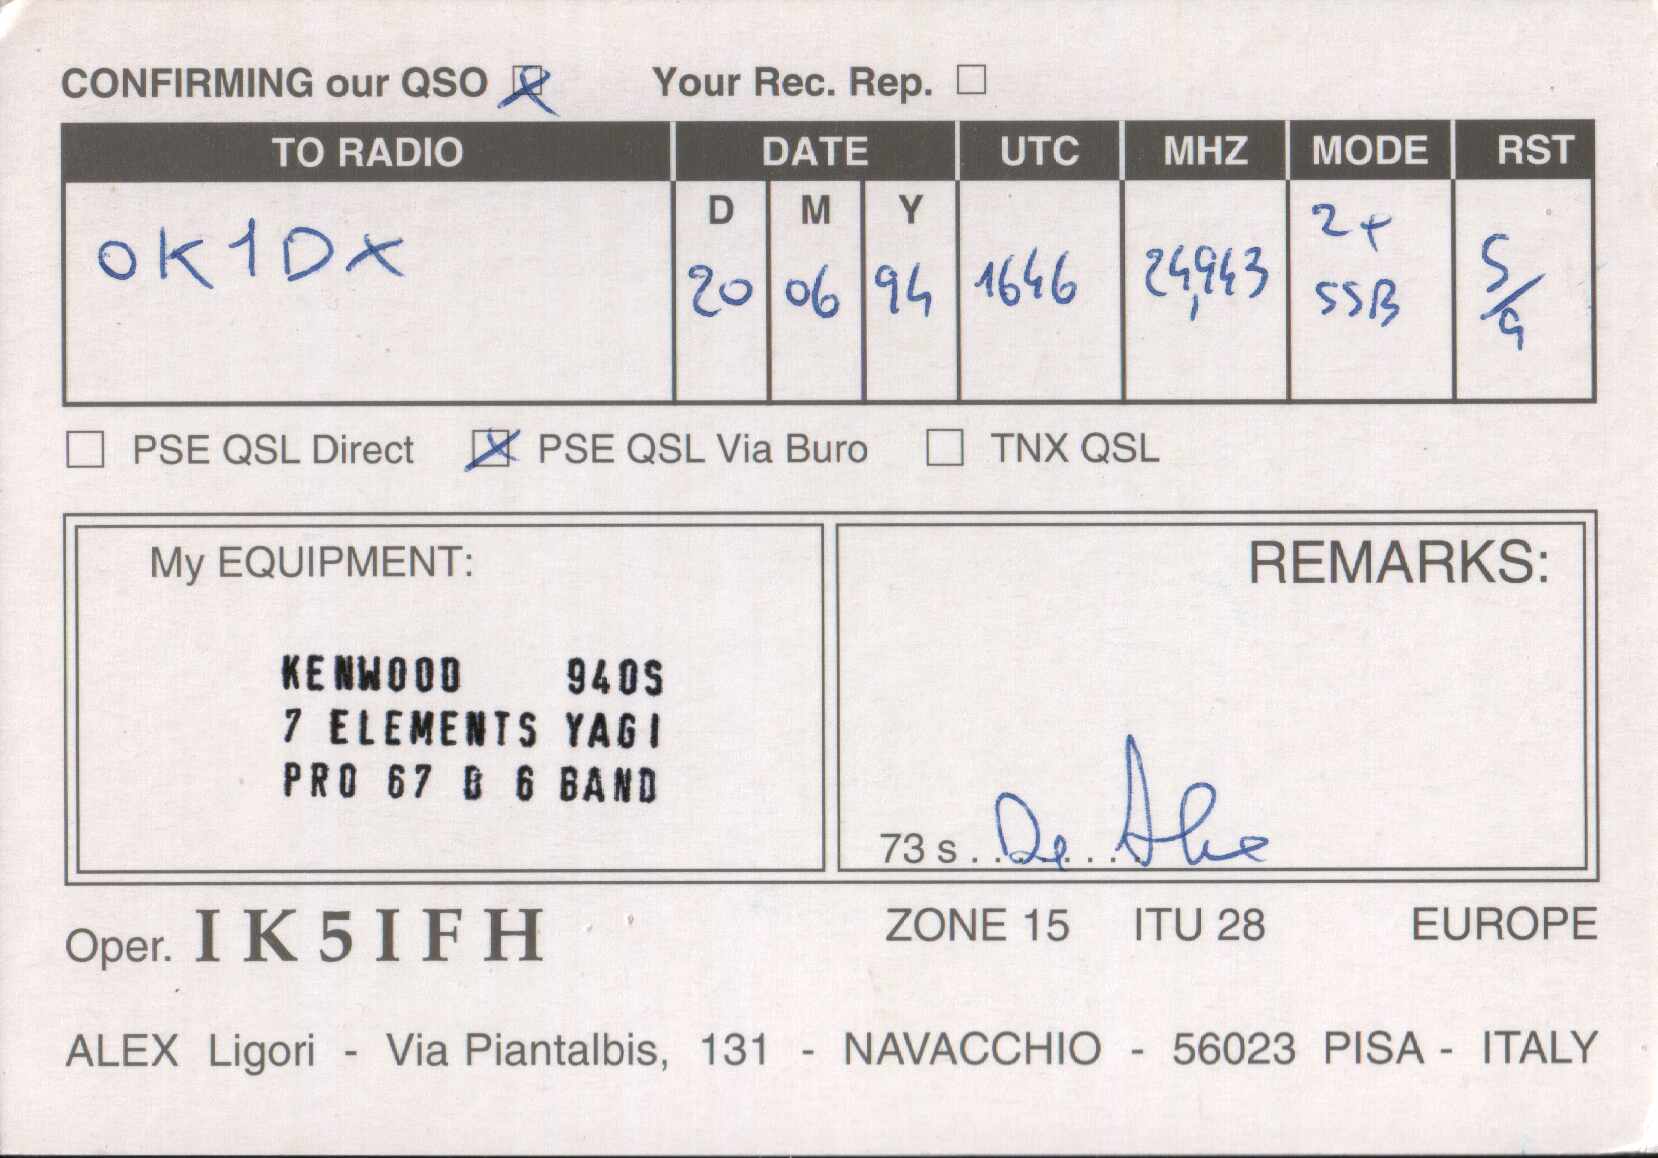 CONFIRMING our QSO Your Rec. Rep.
TO RADIO DATE UTC MHZ MODE RST
D M Y
OK1DX 20 06 94 1646 24,943 2x SSB 5/9
PSE QSL Direct PSE QSL Via Buro TNX QSL
My EQUIPMENT:
KENWOOD 940S
7 ELEMENTS YAGI
PRO 67 B 6 BAND
REMARKS:
73 s . . . . . . . De Alex
Oper. IK5IFH ZONE 15 ITU 28 EUROPE
ALEX Ligori - Via Piantalbis, 131 - NAVACCHIO - 56023 PISA - ITALY